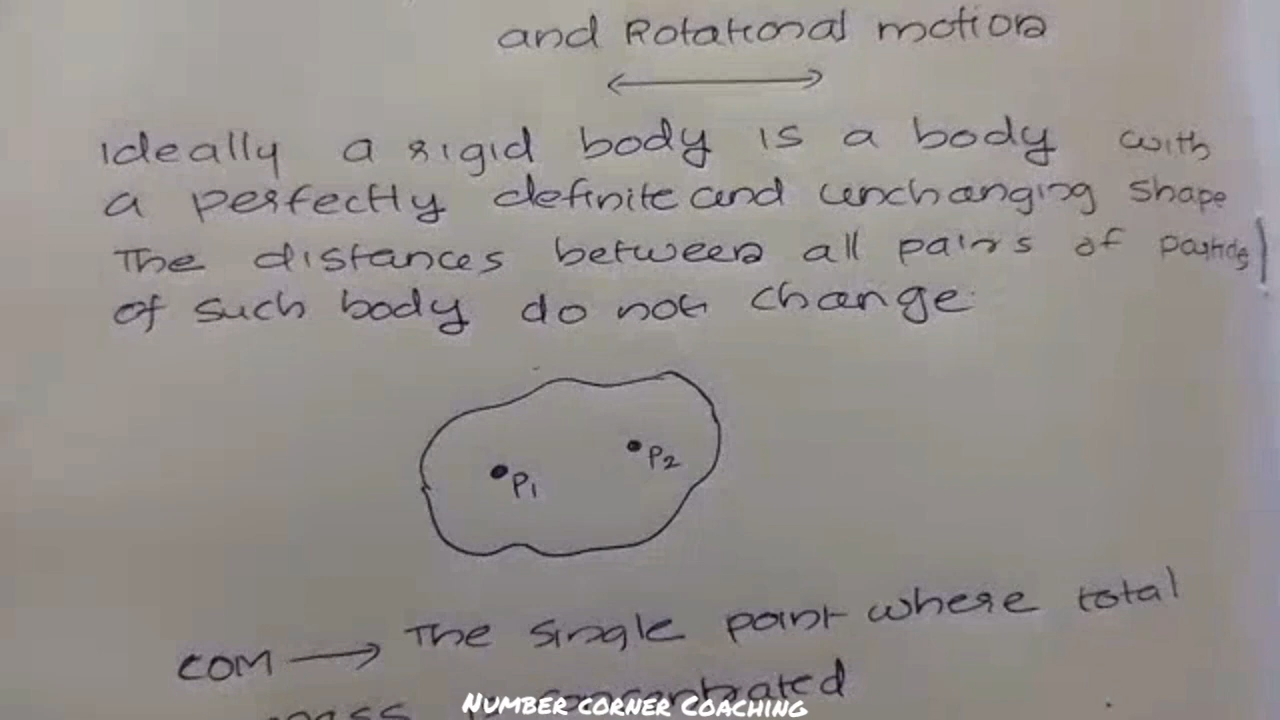 and Rotational motion
ideally a rigid body is a body with
a perfectly definite and unchanging shape
The distances between all pairs of
of such body do not change.
P1
P2
COM → The single point where total
mass concentrated
NUMBER CORNER COACHING